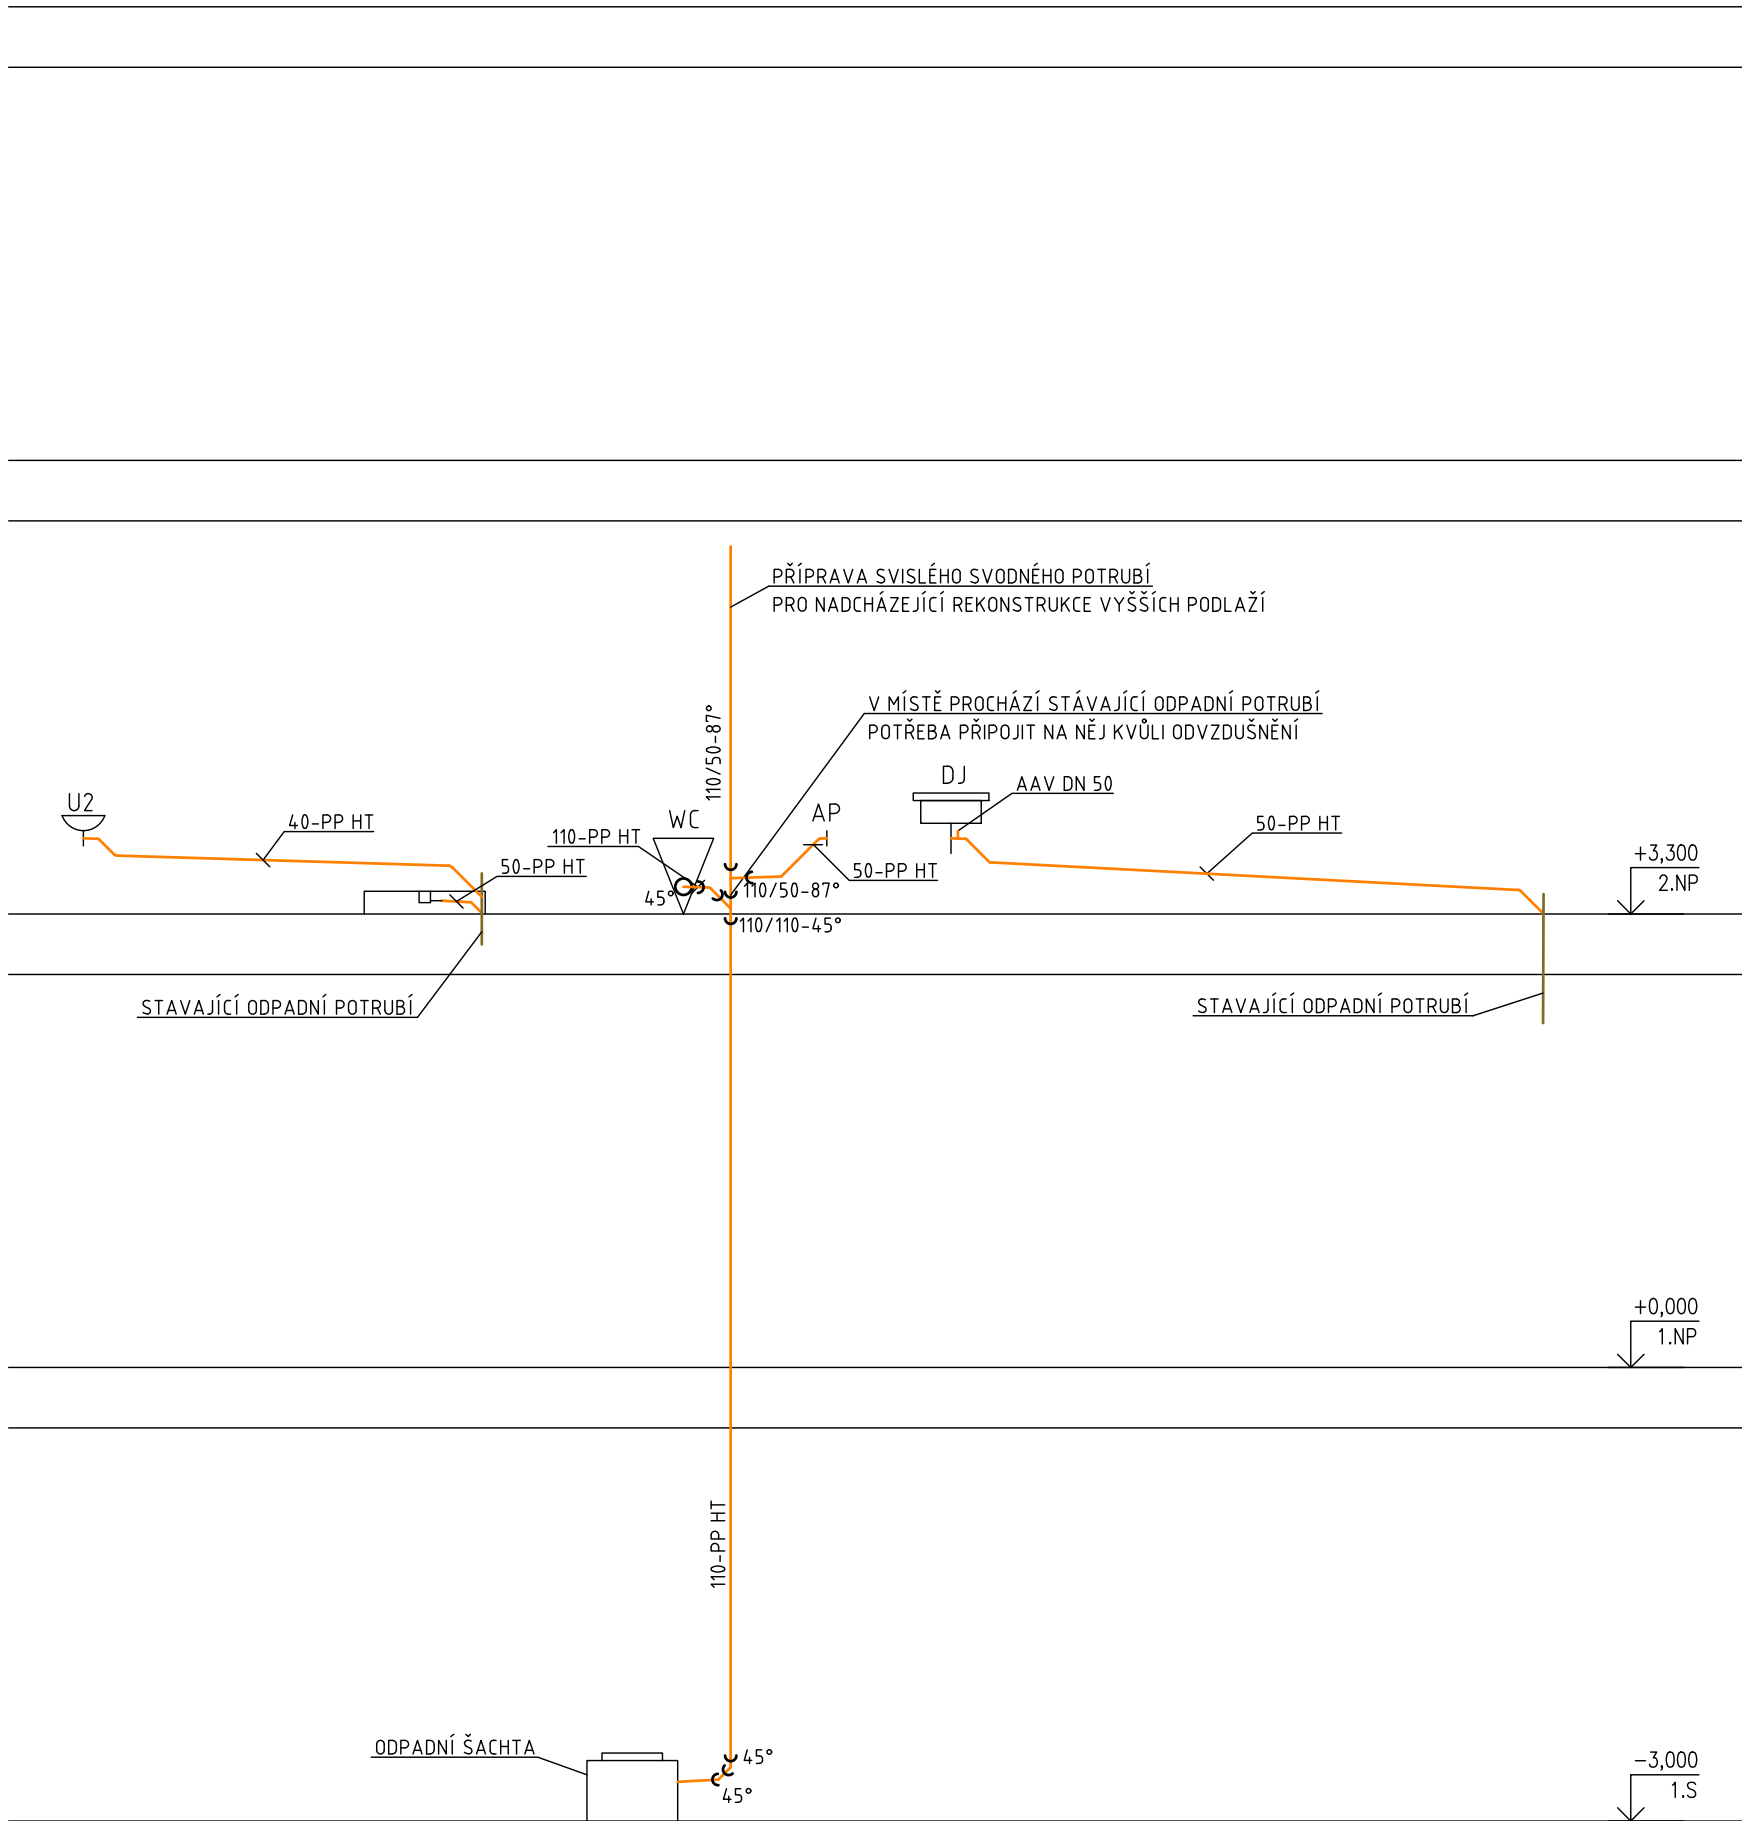 PŘÍPRAVA SVISLÉHO SVODNÉHO POTRUBÍ
PRO NADCHÁZEJÍCÍ REKONSTRUKCE VYŠŠÍCH PODLAŽÍ
V MÍSTĚ PROCHÁZÍ STÁVAJÍCÍ ODPADNÍ POTRUBÍ
POTŘEBA PŘIPOJIT NA NĚJ KVŮLI ODVZDUŠNĚNÍ
110/50-87°
DJ
AAV DN 50
U2
40-PP HT
110-PP HT
WC
AP
50-PP HT
50-PP HT
50-PP HT
+3,300
2.NP
45°
110/50-87°
110/110-45°
STAVAJÍCÍ ODPADNÍ POTRUBÍ
STAVAJÍCÍ ODPADNÍ POTRUBÍ
+0,000
1.NP
110-PP HT
ODPADNÍ ŠACHTA
45°
45°
-3,000
1.S